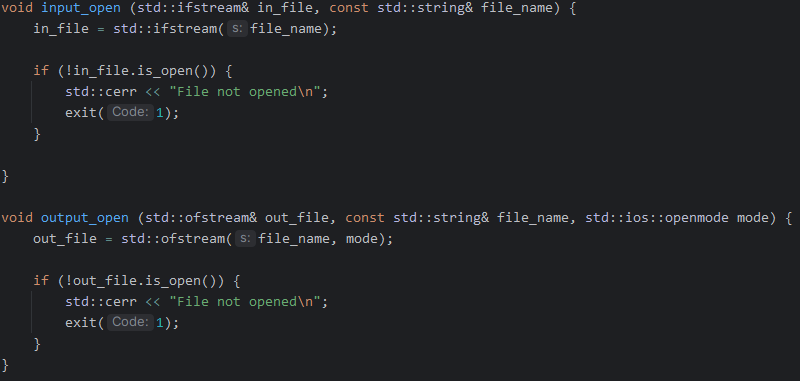 void input_open (std::ifstream& in_file, const std::string& file_name) {
    in_file = std::ifstream( s: file_name);

    if (!in_file.is_open()) {
        std::cerr << "File not opened\n";
        exit( Code: 1);
    }

}

void output_open (std::ofstream& out_file, const std::string& file_name, std::ios::openmode mode) {
    out_file = std::ofstream( s: file_name, mode);

    if (!out_file.is_open()) {
        std::cerr << "File not opened\n";
        exit( Code: 1);
    }
}